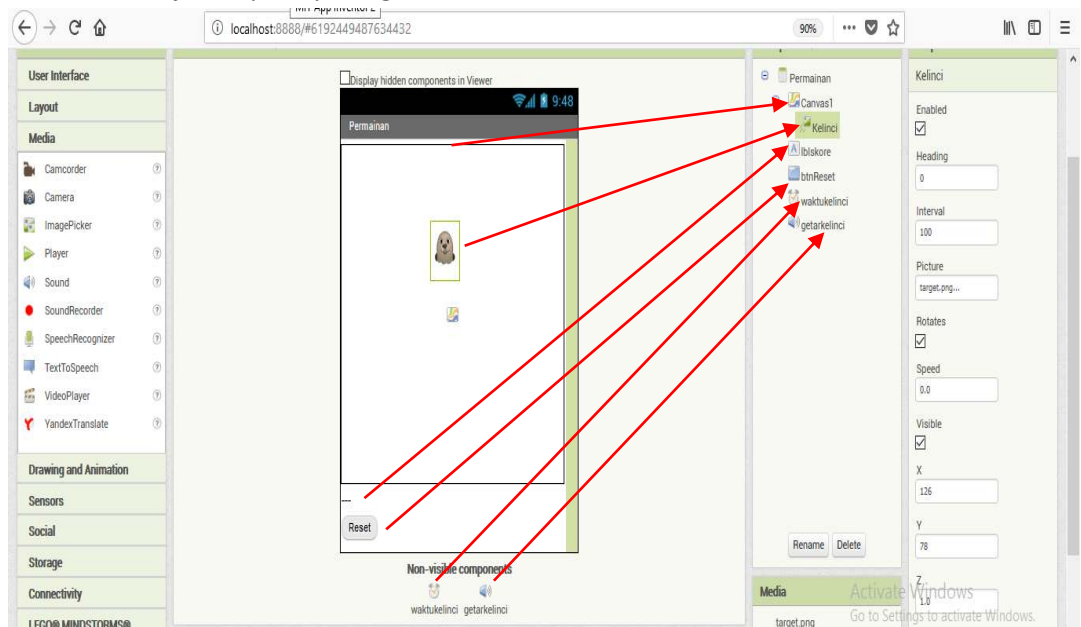 MIT App Inventor 2
localhost:8888/#6192449487634432
90%
User Interface
Layout
Media
Camcorder
Camera
ImagePicker
Player
Sound
SoundRecorder
SpeechRecognizer
TextToSpeech
VideoPlayer
YandexTranslate
Drawing and Animation
Sensors
Social
Storage
Connectivity
LEGO® MINDSTORMS®
Display hidden components in Viewer
9:48
Permainan
---
Reset
Non-visible components
waktukelinci getarkelinci
Permainan
Canvas1
Kelinci
lblskore
btnReset
waktukelinci
getarkelinci
Rename Delete
Media
target.png
Kelinci
Enabled
Heading
0
Interval
100
Picture
target.png...
Rotates
Speed
0.0
Visible
X
126
Y
78
Z
1.0
Activate Windows
Go to Settings to activate Windows.